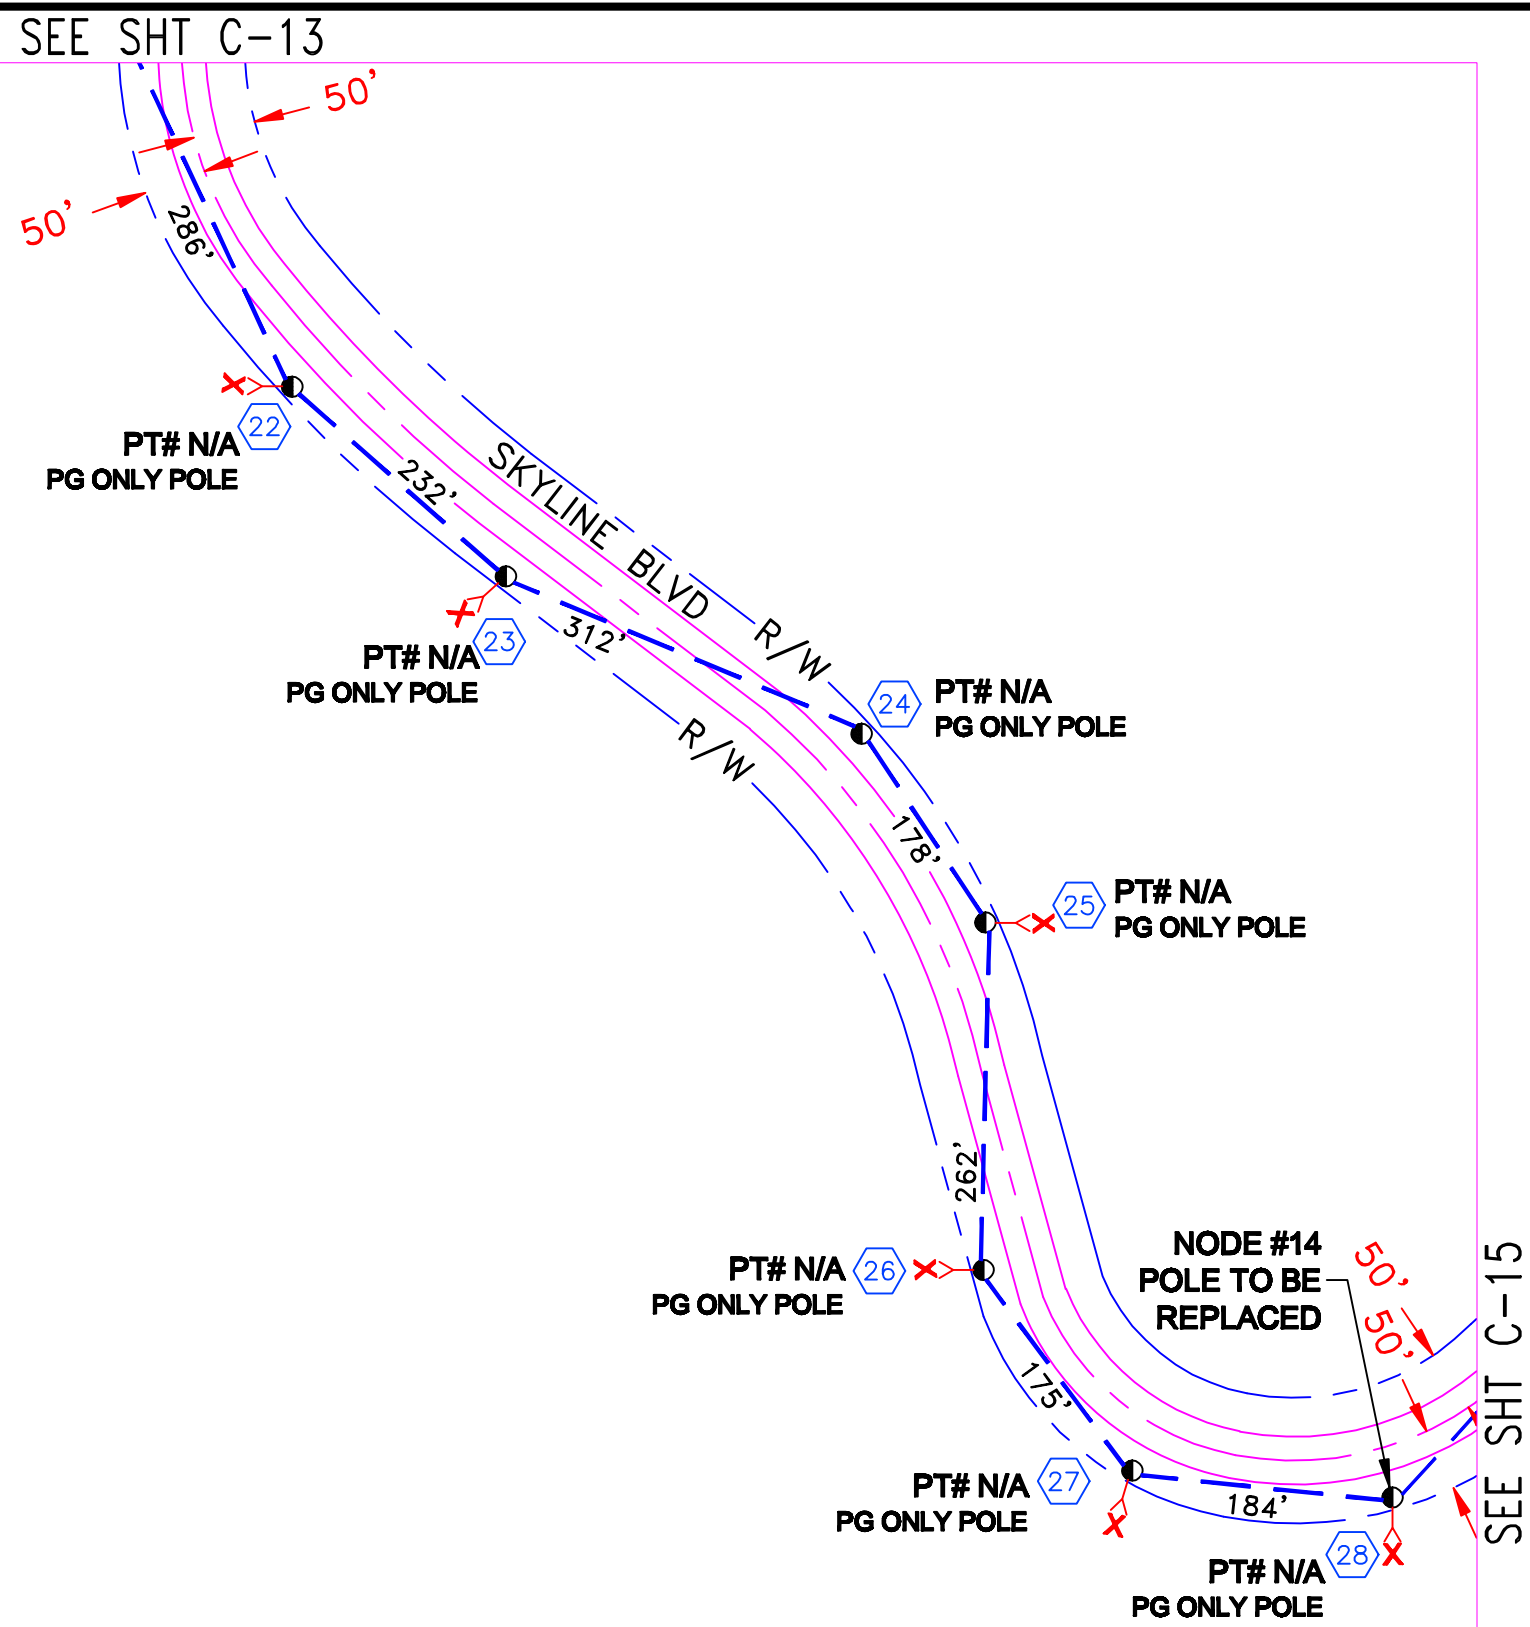 SEE SHT C-13
50'
50'
286'
22
PT# N/A
PG ONLY POLE
232'
SKYLINE BLVD
23
PT# N/A
PG ONLY POLE
312'
R/W
R/W
24
PT# N/A
PG ONLY POLE
178'
25
PT# N/A
PG ONLY POLE
262'
26
PT# N/A
PG ONLY POLE
NODE #14
POLE TO BE
REPLACED
50'
50'
SEE SHT C-15
175'
27
PT# N/A
PG ONLY POLE
184'
28
PT# N/A
PG ONLY POLE